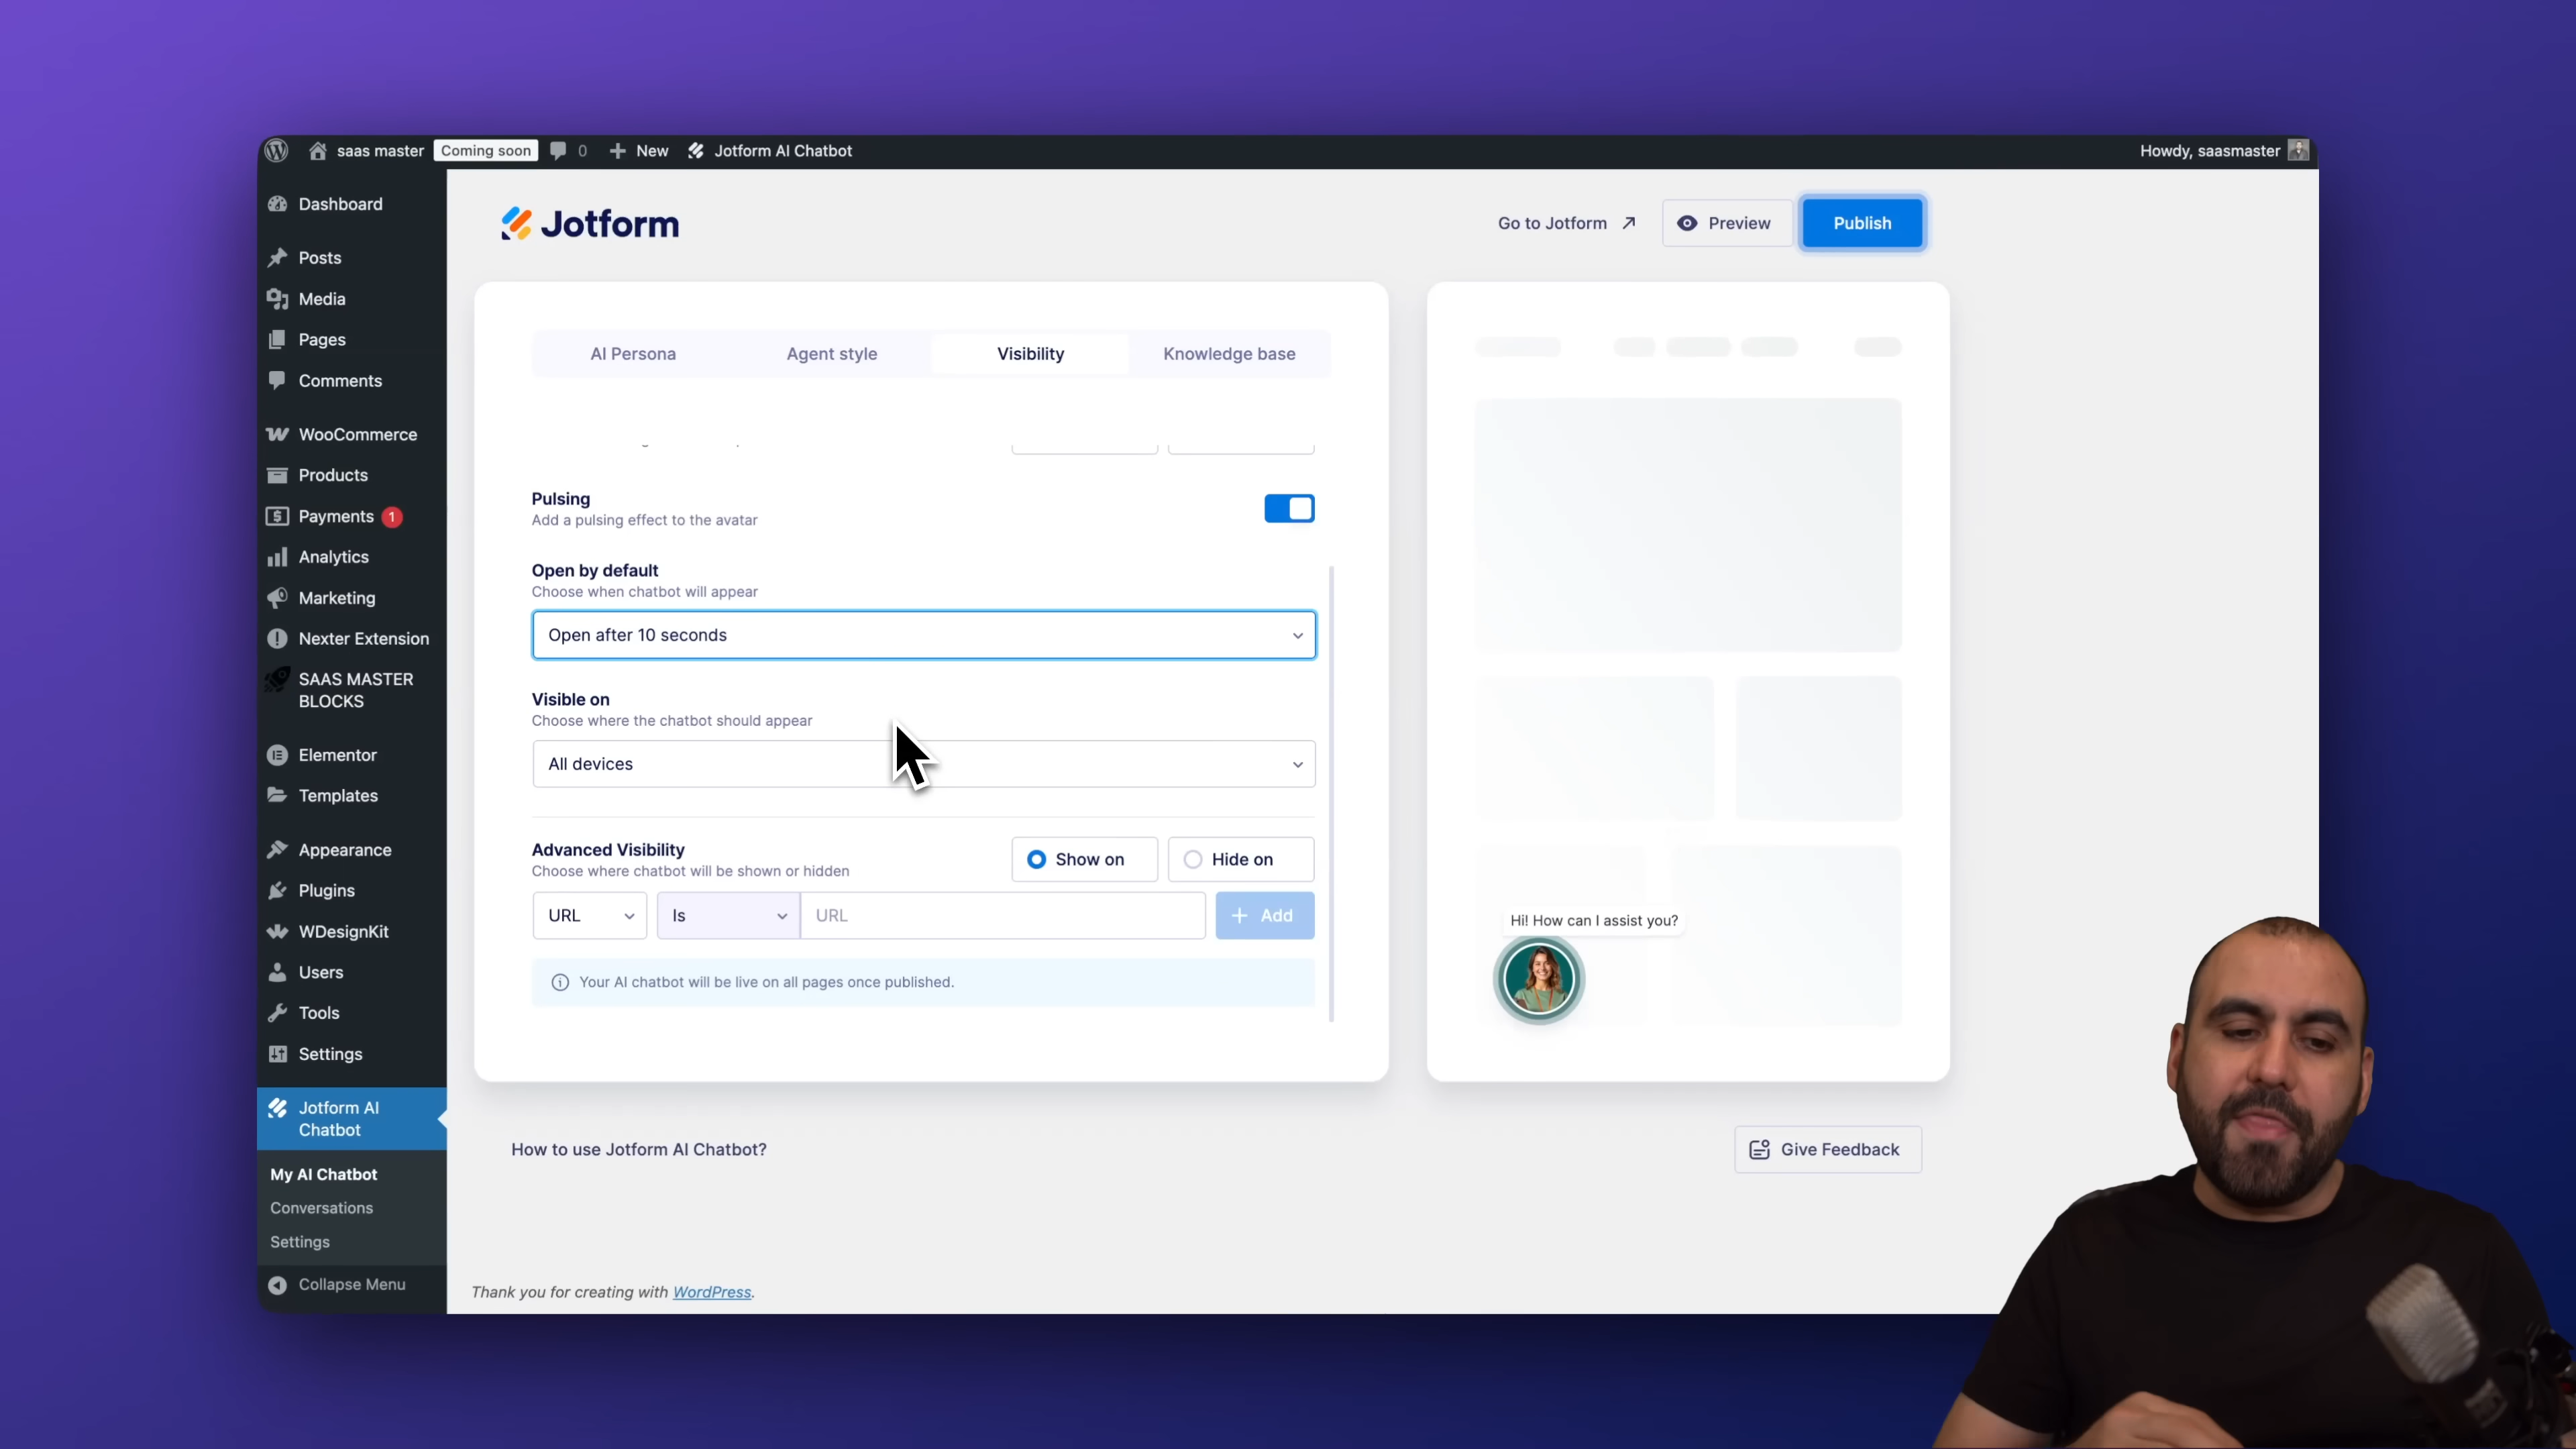 saas master
Coming soon
0
New
Jotform AI Chatbot
Howdy, saasmaster
Dashboard
Posts
Media
Pages
Comments
WooCommerce
Products
Payments 1
Analytics
Marketing
Nexter Extension
SAAS MASTER
BLOCKS
Elementor
Templates
Appearance
Plugins
WDesignKit
Users
Tools
Settings
Jotform AI
Chatbot
My AI Chatbot
Conversations
Settings
Collapse Menu
Jotform
Go to Jotform
Preview
Publish
AI Persona
Agent style
Visibility
Knowledge base
Pulsing
Add a pulsing effect to the avatar
Open by default
Choose when chatbot will appear
Open after 10 seconds
Visible on
Choose where the chatbot should appear
All devices
Advanced Visibility
Choose where chatbot will be shown or hidden
Show on
Hide on
URL
Is
URL
+ Add
Your AI chatbot will be live on all pages once published.
Hi! How can I assist you?
How to use Jotform AI Chatbot?
Give Feedback
Thank you for creating with WordPress.